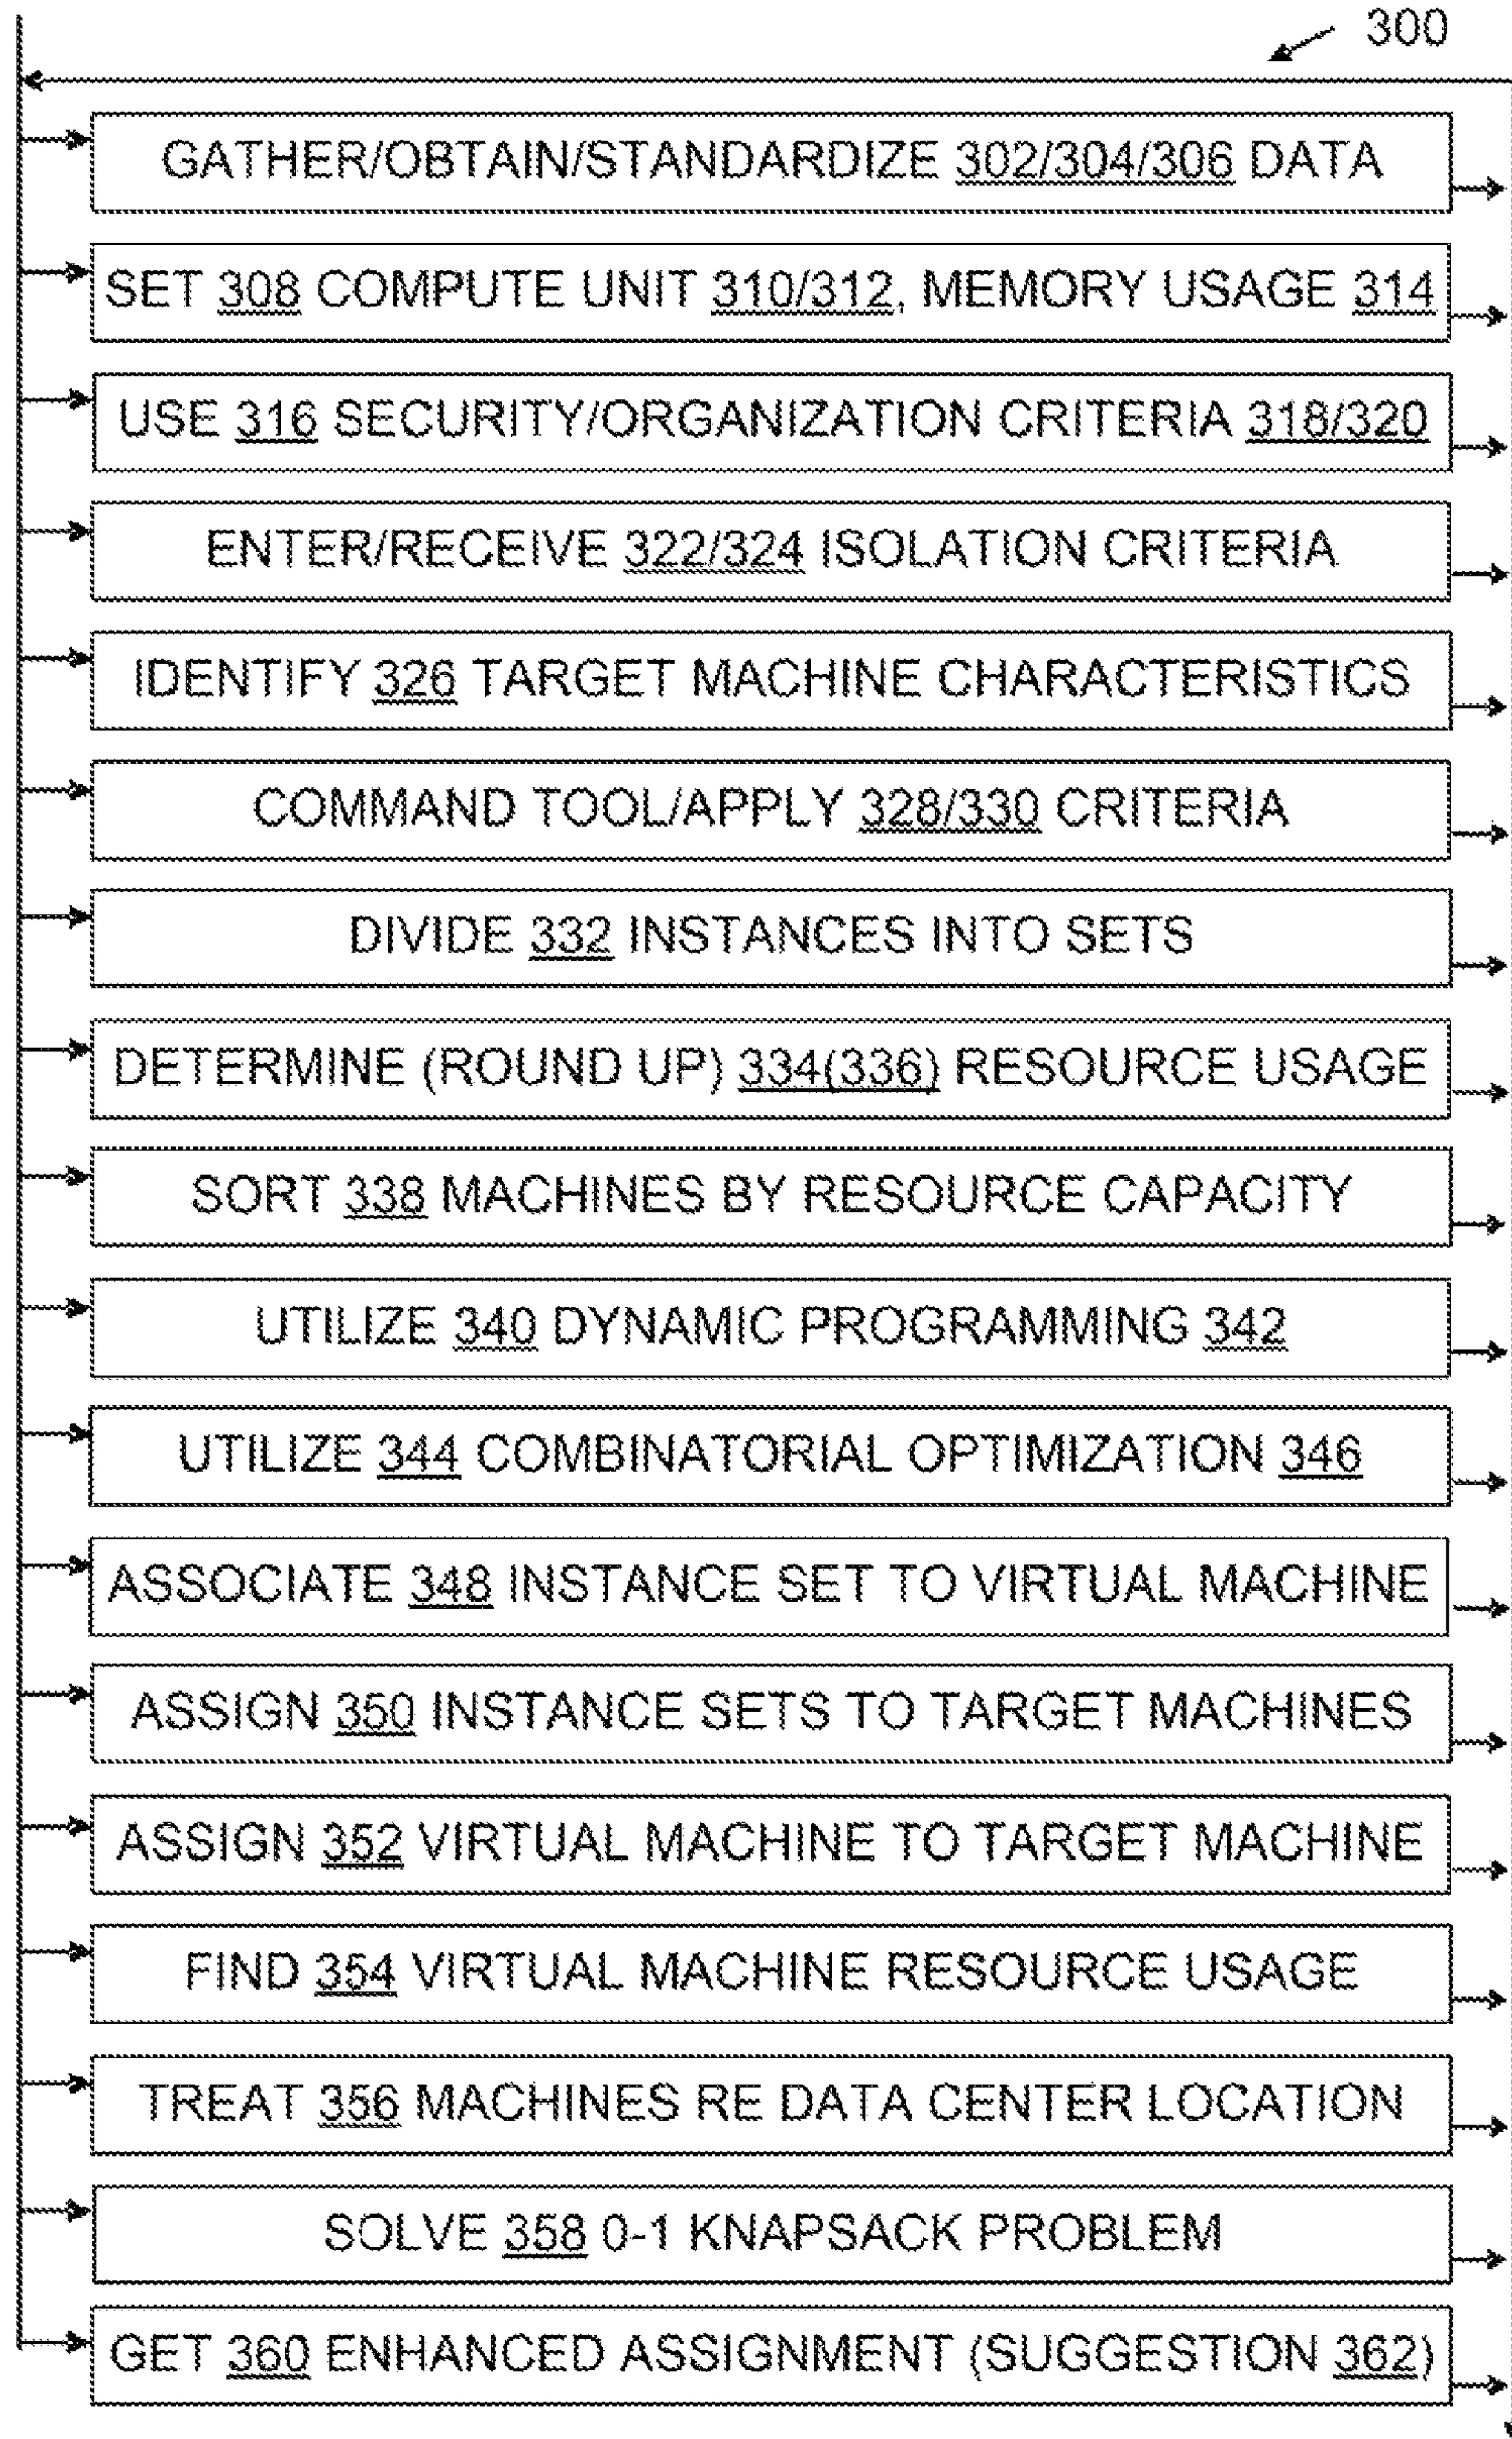 300
GATHER/OBTAIN/STANDARDIZE 302/304/306 DATA
SET 308 COMPUTE UNIT 310/312, MEMORY USAGE 314
USE 316 SECURITY/ORGANIZATION CRITERIA 318/320
ENTER/RECEIVE 322/324 ISOLATION CRITERIA
IDENTIFY 326 TARGET MACHINE CHARACTERISTICS
COMMAND TOOL/APPLY 328/330 CRITERIA
DIVIDE 332 INSTANCES INTO SETS
DETERMINE (ROUND UP) 334(336) RESOURCE USAGE
SORT 338 MACHINES BY RESOURCE CAPACITY
UTILIZE 340 DYNAMIC PROGRAMMING 342
UTILIZE 344 COMBINATORIAL OPTIMIZATION 346
ASSOCIATE 348 INSTANCE SET TO VIRTUAL MACHINE
ASSIGN 350 INSTANCE SETS TO TARGET MACHINES
ASSIGN 352 VIRTUAL MACHINE TO TARGET MACHINE
FIND 354 VIRTUAL MACHINE RESOURCE USAGE
TREAT 356 MACHINES RE DATA CENTER LOCATION
SOLVE 358 0-1 KNAPSACK PROBLEM
GET 360 ENHANCED ASSIGNMENT (SUGGESTION 362)